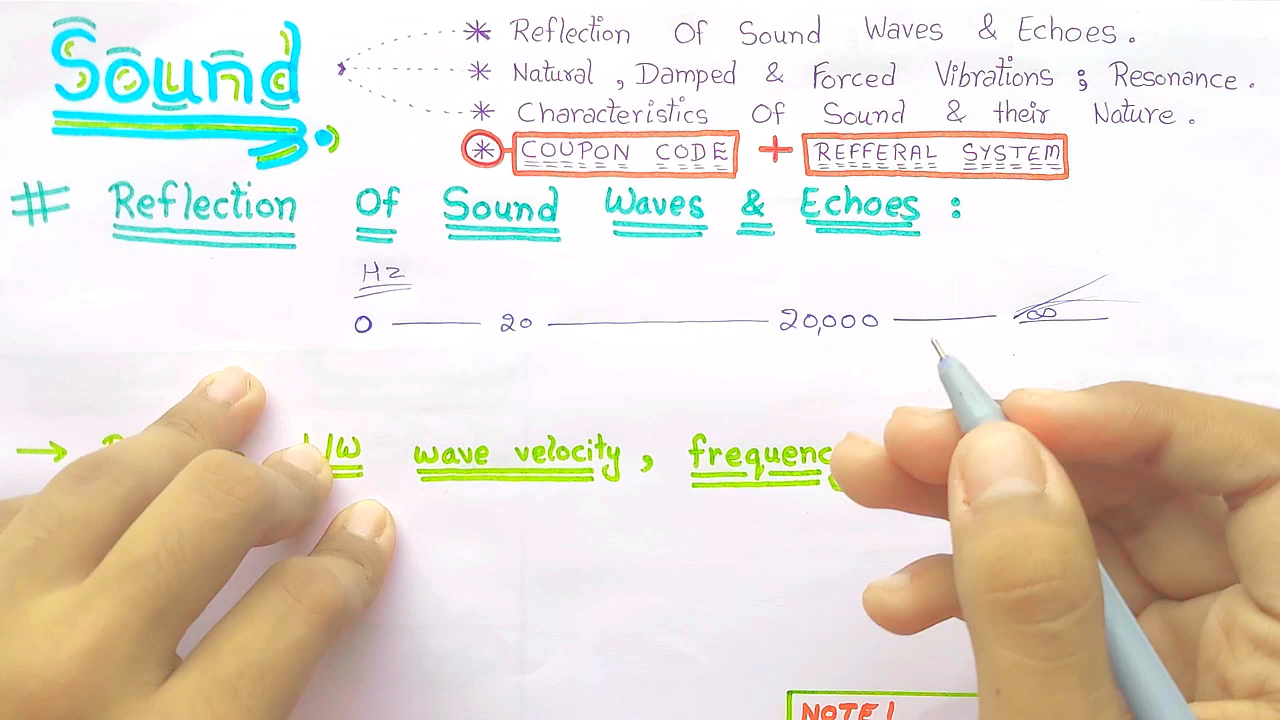 Sound
* Reflection Of Sound Waves & Echoes.
* Natural, Damped & Forced Vibrations ; Resonance.
* Characteristics Of Sound & their Nature.
* COUPON CODE + REFFERAL SYSTEM
# Reflection Of Sound Waves & Echoes :
Hz
0 — 20 — 20,000 — ∞
→ b/w wave velocity, frequenc
NOTE!